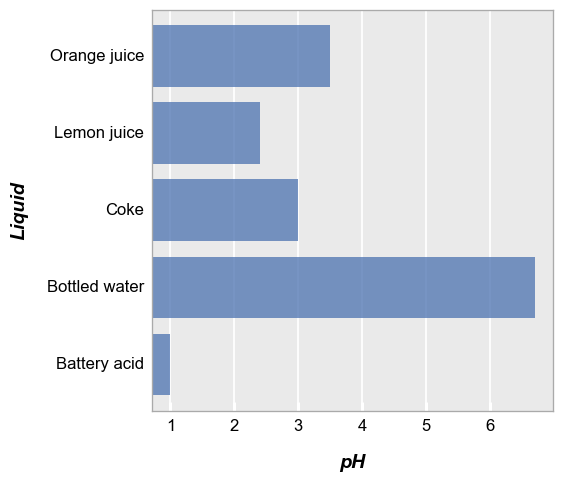 Orange juice
Lemon juice
Coke
Bottled water
Battery acid
Liquid
1 2 3 4 5 6
pH